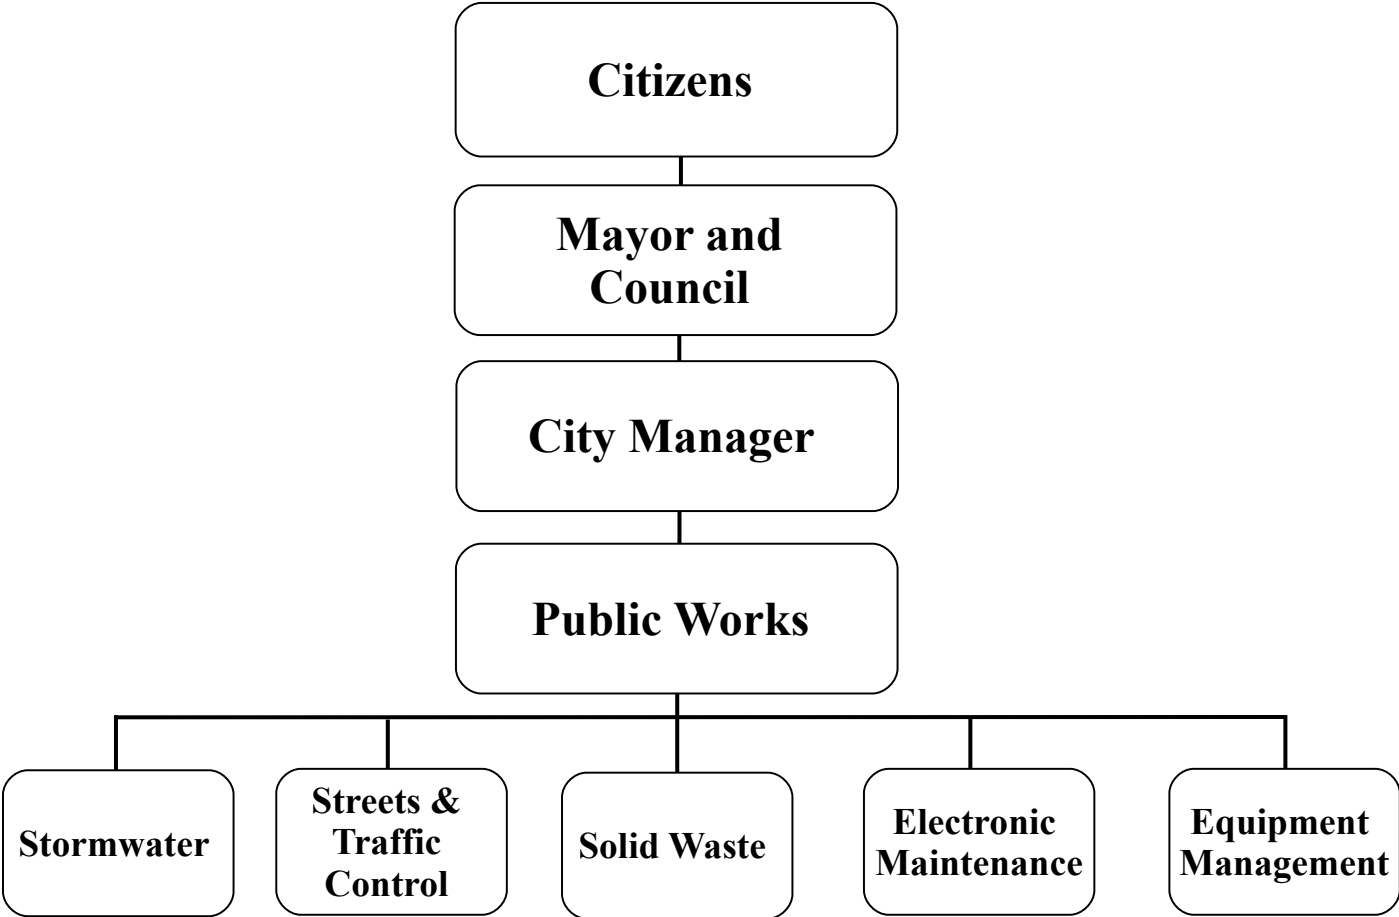 Citizens
Mayor and
Council
City Manager
Public Works
Stormwater
Streets &
Traffic
Control
Solid Waste
Electronic
Maintenance
Equipment
Management